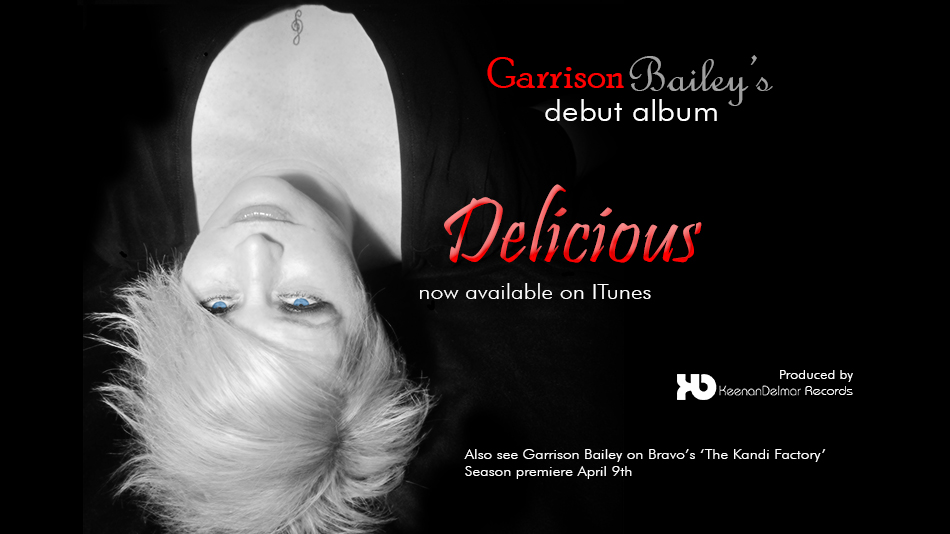 Garrison Bailey's
debut album
Delicious
now available on ITunes
Produced by
KeenanDelmar Records
Also see Garrison Bailey on Bravo's 'The Kandi Factory'
Season premiere April 9th